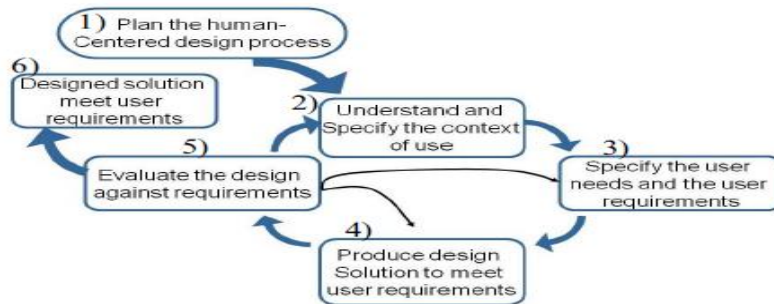 1) Plan the human-
Centered design process
6)
Designed solution
meet user
requirements
2)
Understand and
Specify the context
of use
5)
Evaluate the design
against requirements
3)
Specify the user
needs and the user
requirements
4)
Produce design
Solution to meet
user requirements